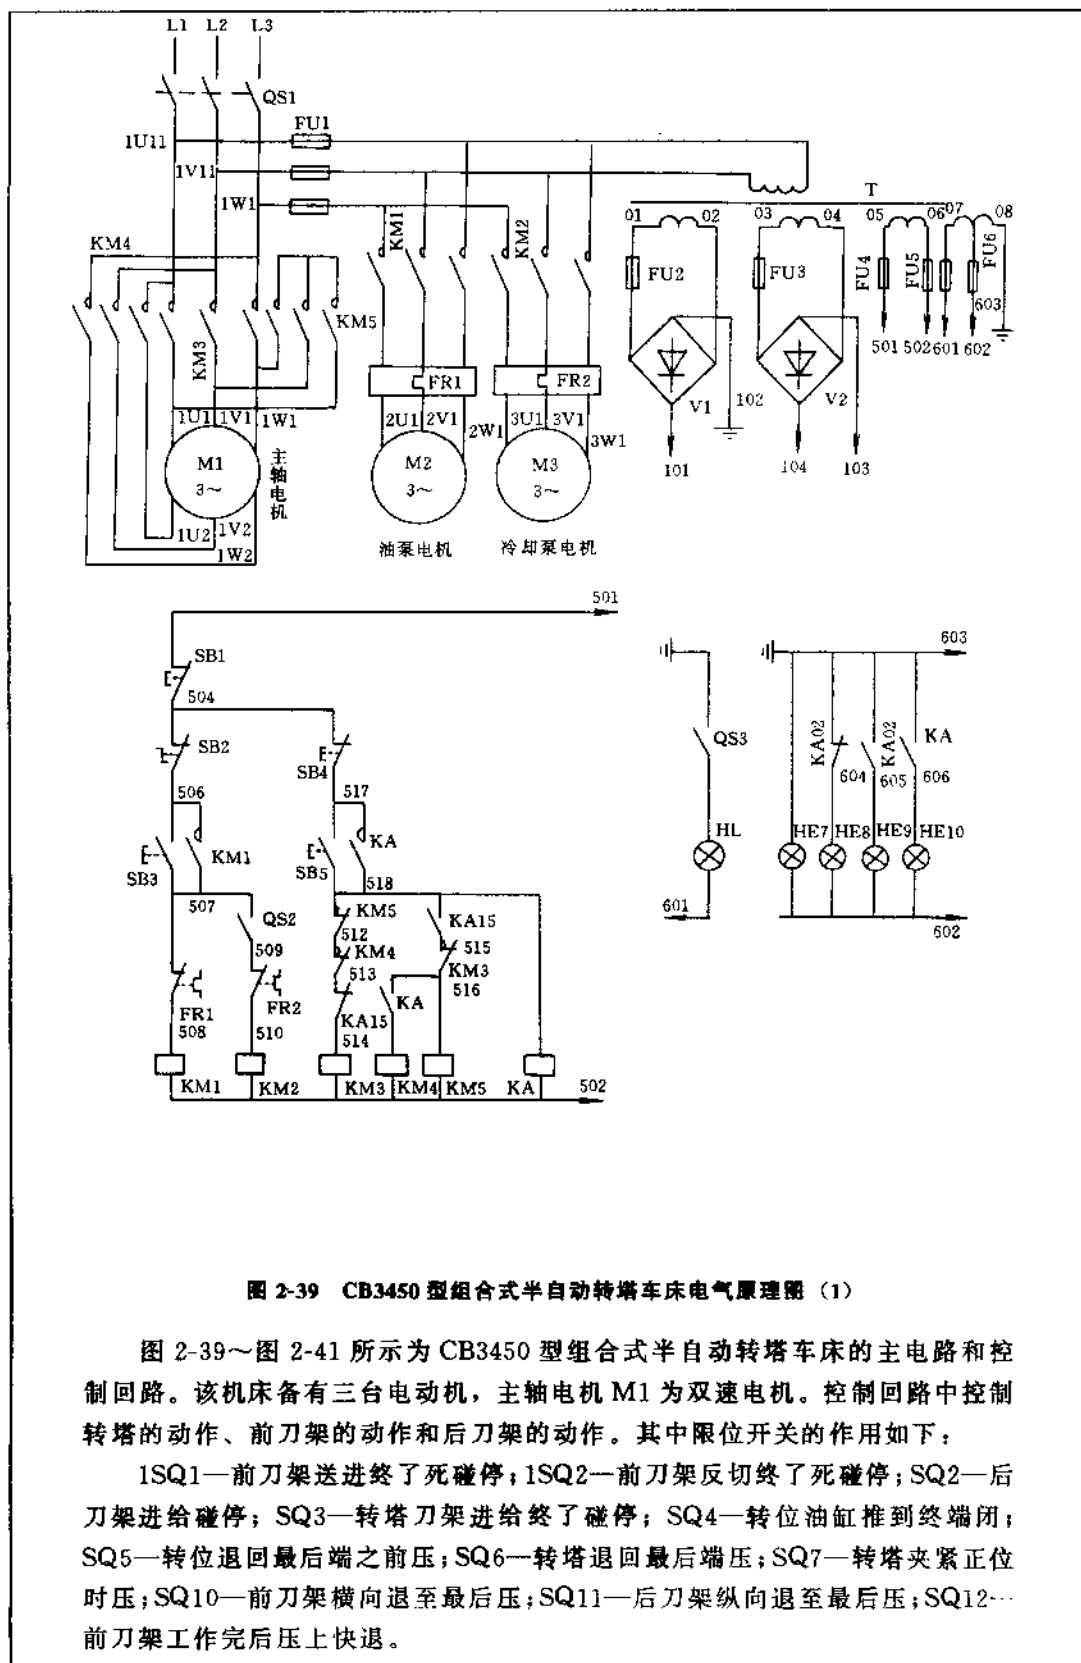 L1 L2 L3
QS1
FU1
1U11
1V11
1W1
T
KM4
KM1
KM2
01 02 03 04 05 06 07 08
FU2
FU3
FU4
FU5
FU6
603
KM3
KM5
501 502 601 602
FR1
FR2
V1
102
V2
1U1 1V1 1W1
2U1 2V1 2W1
3U1 3V1 3W1
101
104
103
M1
3～
主轴电机
M2
3～
M3
3～
1U2
1V2
1W2
油泵电机
冷却泵电机
501
603
SB1
504
SB2
SB4
QS3
KA02
604
KA02
605
KA
606
506
517
KM1
SB3
KA
SB5
518
HL
HE7 HE8 HE9 HE10
507
QS2
KM5
512
KA15
601
602
509
KM4
513
515
KM3
516
FR1
508
FR2
510
KA15
514
KA
KM1 KM2 KM3 KM4 KM5 KA
502
图 2-39 CB3450 型组合式半自动转塔车床电气原理图（1）
图 2-39～图 2-41 所示为 CB3450 型组合式半自动转塔车床的主电路和控
制回路。该机床备有三台电动机，主轴电机 M1 为双速电机。控制回路中控制
转塔的动作、前刀架的动作和后刀架的动作。其中限位开关的作用如下：
1SQ1—前刀架送进终了死碰停；1SQ2—前刀架反切终了死碰停；SQ2—后
刀架进给碰停；SQ3—转塔刀架进给终了碰停；SQ4—转位油缸推到终端闭；
SQ5—转位退回最后端之前压；SQ6—转塔退回最后端压；SQ7—转塔夹紧正位
时压；SQ10—前刀架横向退至最后压；SQ11—后刀架纵向退至最后压；SQ12—
前刀架工作完后压上快退。